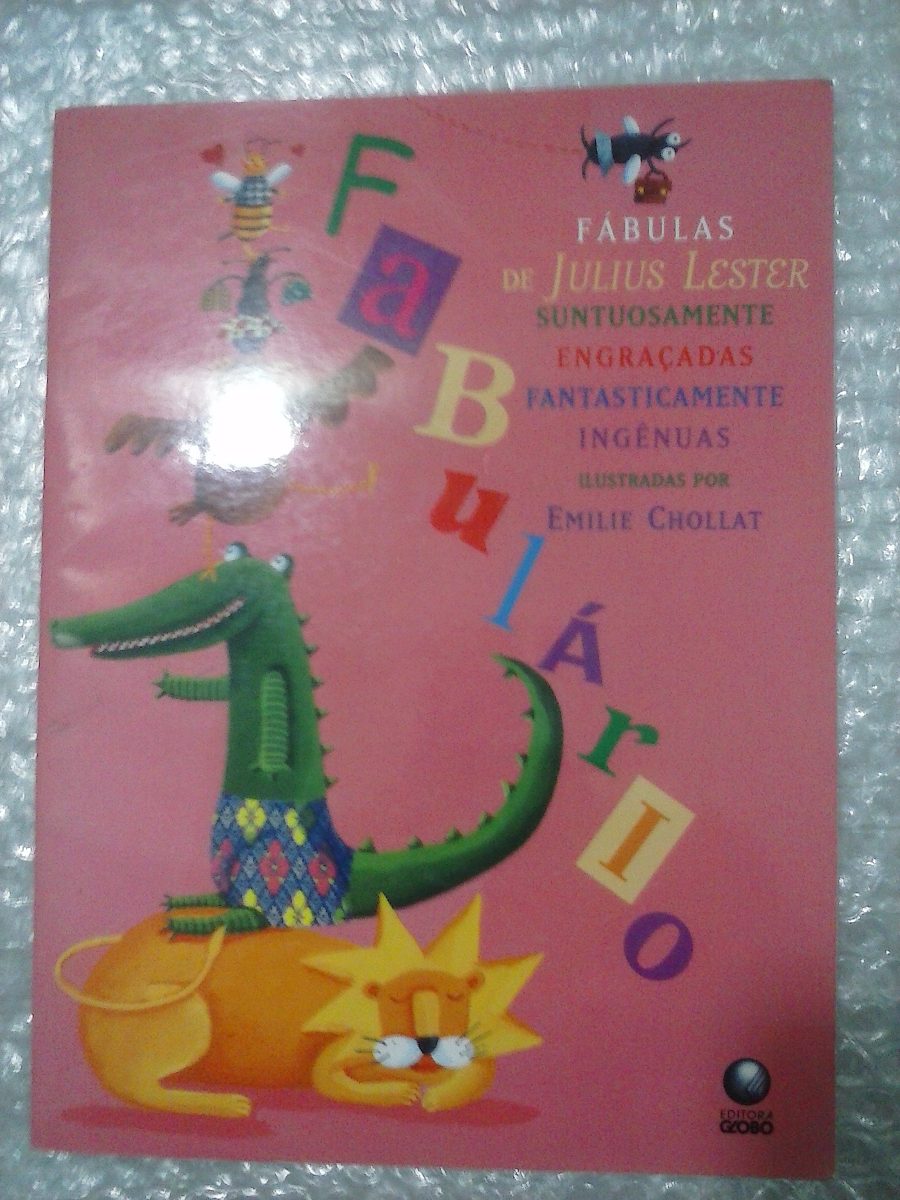 FaBulÁrIo
FÁBULAS
DE JULIUS LESTER
SUNTUOSAMENTE
ENGRAÇADAS
FANTASTICAMENTE
INGÊNUAS
ILUSTRADAS POR
EMILIE CHOLLAT
EDITORA
GLOBO